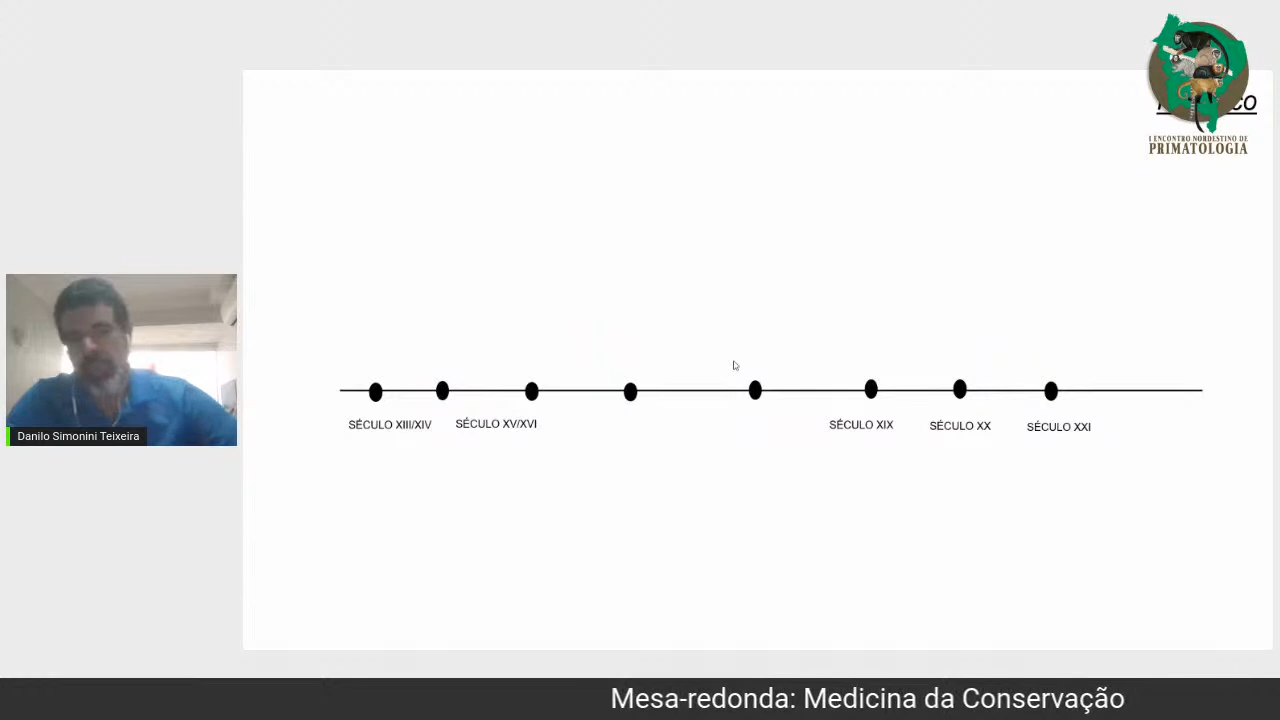 I ENCONTRO NORDESTINO DE
PRIMATOLOGIA
SÉCULO XIII/XIV
SÉCULO XV/XVI
SÉCULO XIX
SÉCULO XX
SÉCULO XXI
Danilo Simonini Teixeira
Mesa-redonda: Medicina da Conservação